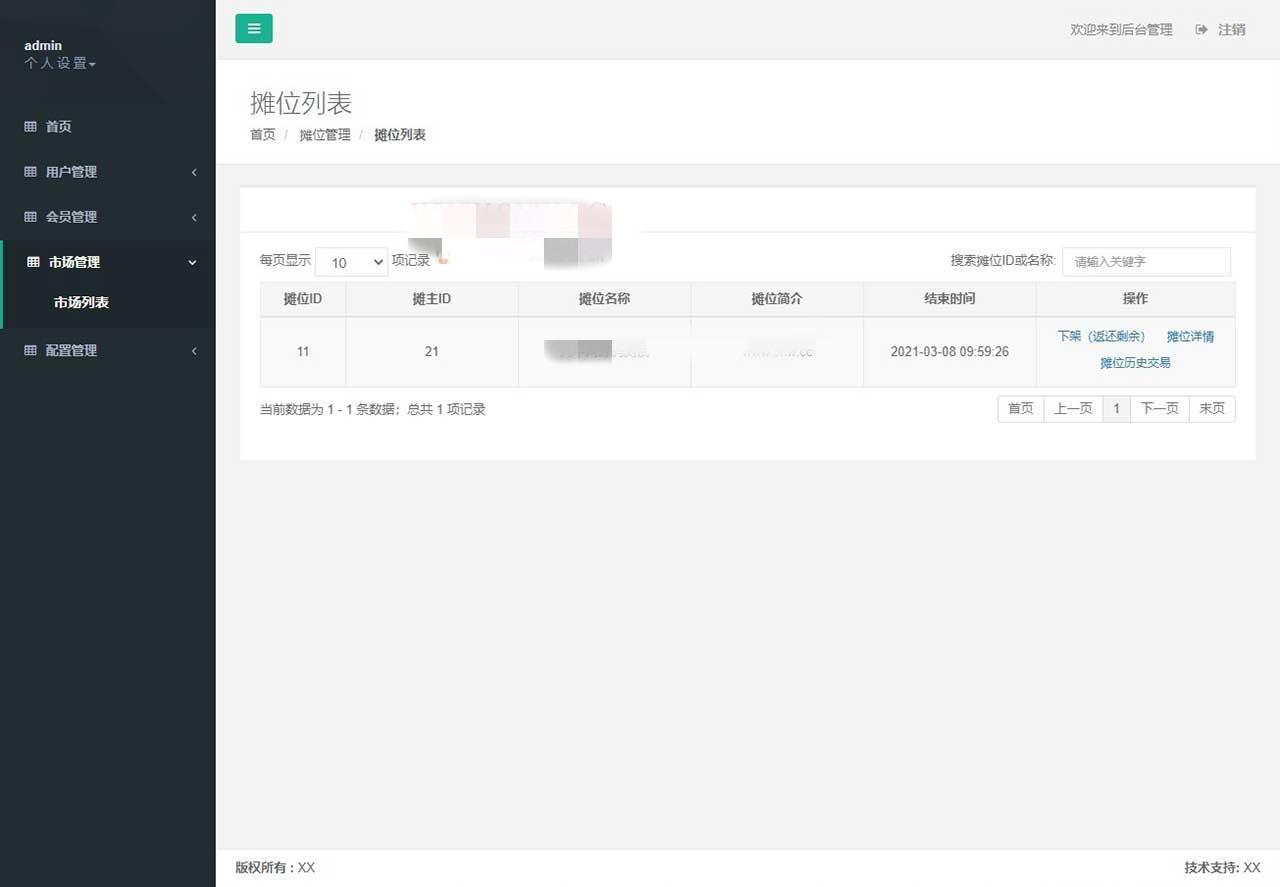 admin
个人设置
首页
用户管理
会员管理
市场管理
市场列表
配置管理
欢迎来到后台管理 注销
摊位列表
首页 / 摊位管理 / 摊位列表
每页显示 10 项记录
搜索摊位ID或名称: 请输入关键字
摊位ID 摊主ID 摊位名称 摊位简介 结束时间 操作
11 21 2021-03-08 09:59:26 下架（返还剩余） 摊位详情
摊位历史交易
当前数据为 1 - 1 条数据；总共 1 项记录
首页 上一页 1 下一页 末页
版权所有 : XX
技术支持: XX